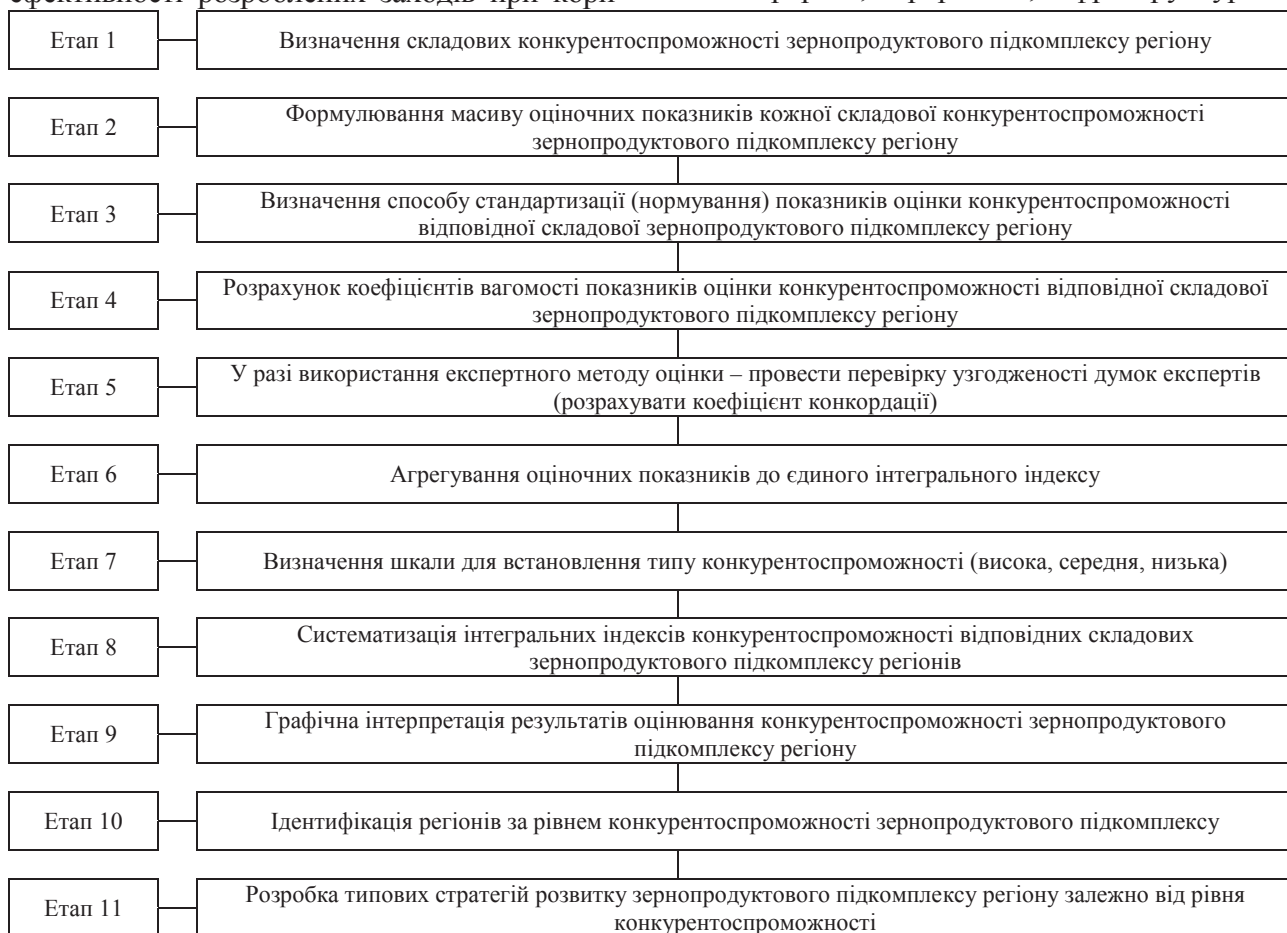 ефективності розроблених заходів при кори
Етап 1
Визначення складових конкурентоспроможності зернопродуктового підкомплексу регіону
Етап 2
Формулювання масиву оціночних показників кожної складової конкурентоспроможності
зернопродуктового підкомплексу регіону
Етап 3
Визначення способу стандартизації (нормування) показників оцінки конкурентоспроможності
відповідної складової зернопродуктового підкомплексу регіону
Етап 4
Розрахунок коефіцієнтів вагомості показників оцінки конкурентоспроможності відповідної складової
зернопродуктового підкомплексу регіону
Етап 5
У разі використання експертного методу оцінки – провести перевірку узгодженості думок експертів
(розрахувати коефіцієнт конкордації)
Етап 6
Агрегування оціночних показників до єдиного інтегрального індексу
Етап 7
Визначення шкали для встановлення типу конкурентоспроможності (висока, середня, низька)
Етап 8
Систематизація інтегральних індексів конкурентоспроможності відповідних складових
зернопродуктового підкомплексу регіонів
Етап 9
Графічна інтерпретація результатів оцінювання конкурентоспроможності зернопродуктового
підкомплексу регіону
Етап 10
Ідентифікація регіонів за рівнем конкурентоспроможності зернопродуктового підкомплексу
Етап 11
Розробка типових стратегій розвитку зернопродуктового підкомплексу регіону залежно від рівня
конкурентоспроможності